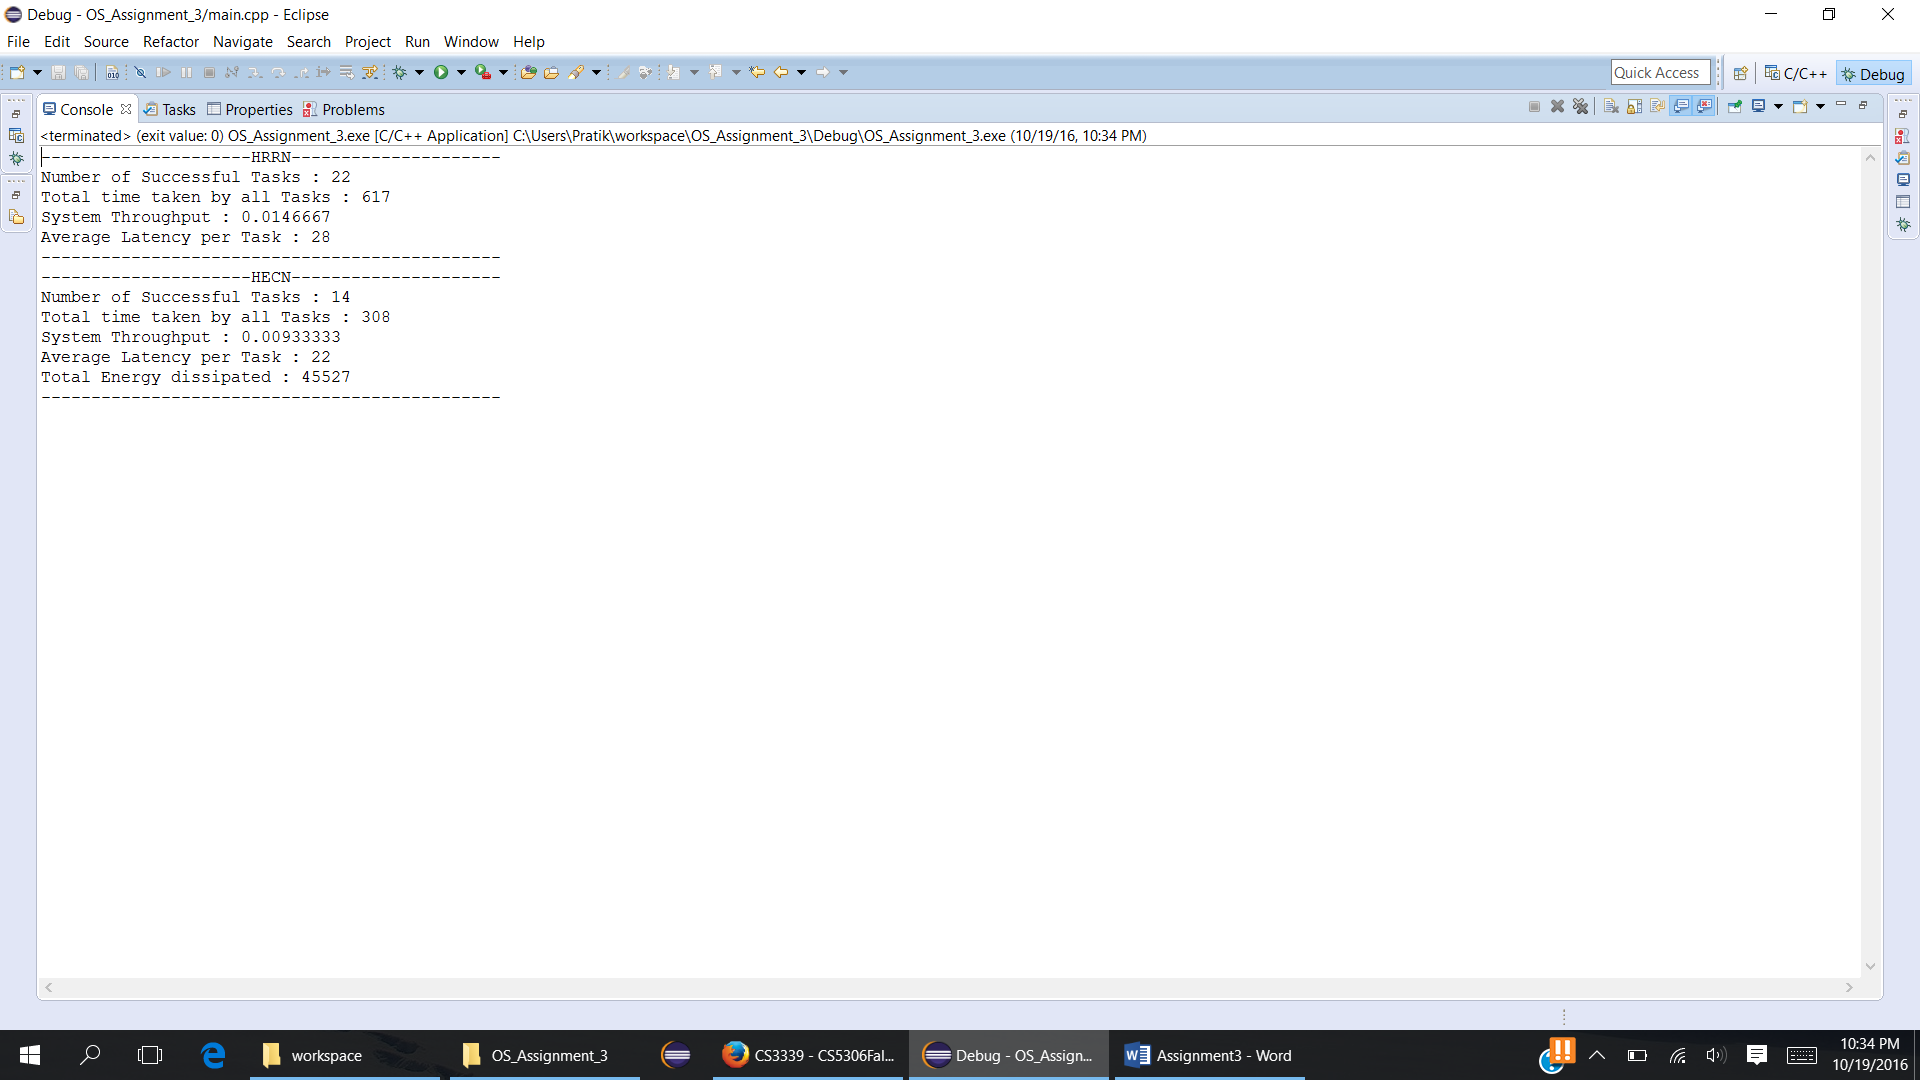 Debug - OS_Assignment_3/main.cpp - Eclipse
File Edit Source Refactor Navigate Search Project Run Window Help
Quick Access C/C++ Debug
Console Tasks Properties Problems
<terminated> (exit value: 0) OS_Assignment_3.exe [C/C++ Application] C:\Users\Pratik\workspace\OS_Assignment_3\Debug\OS_Assignment_3.exe (10/19/16, 10:34 PM)
---------------------HRRN---------------------
Number of Successful Tasks : 22
Total time taken by all Tasks : 617
System Throughput : 0.0146667
Average Latency per Task : 28
----------------------------------------------
---------------------HECN---------------------
Number of Successful Tasks : 14
Total time taken by all Tasks : 308
System Throughput : 0.00933333
Average Latency per Task : 22
Total Energy dissipated : 45527
----------------------------------------------
workspace OS_Assignment_3 CS3339 - CS5306Fal... Debug - OS_Assign... Assignment3 - Word
10:34 PM
10/19/2016